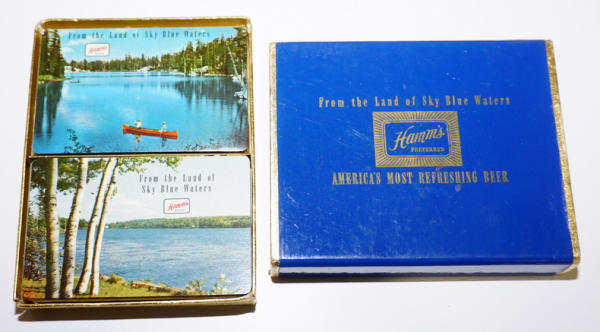 From the Land of Sky Blue Waters
Hamm's
From the Land of
Sky Blue Waters
Hamm's
From the Land of Sky Blue Waters
Hamm's
PREFERRED
AMERICA'S MOST REFRESHING BEER